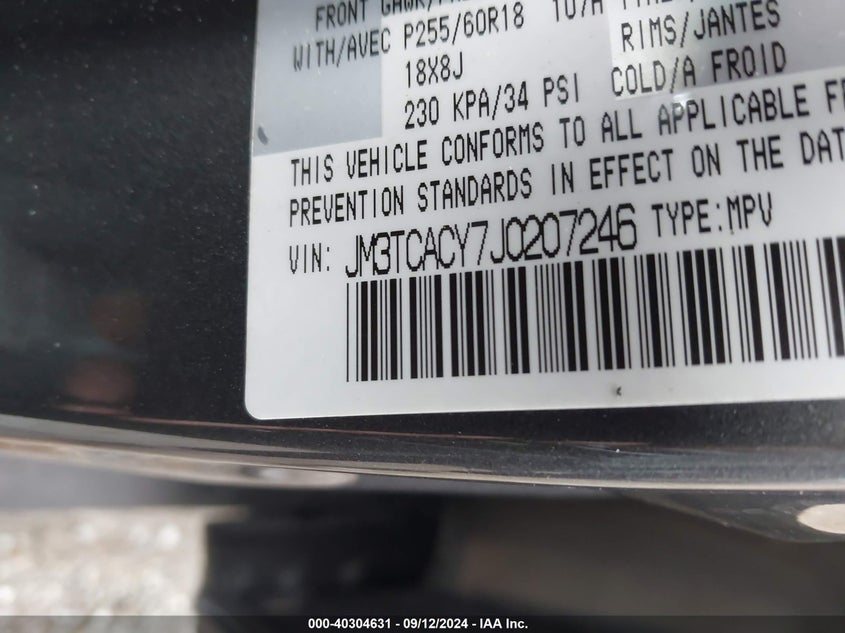 FRONT
WITH/AVEC P255/60R18
RIMS/JANTES
18X8J
230 KPA/34 PSI COLD/A FROID
THIS VEHICLE CONFORMS TO ALL APPLICABLE
PREVENTION STANDARDS IN EFFECT ON THE
VIN: JM3TCACY7J0207246 TYPE:MPV
000-40304631 - 09/12/2024 - IAA Inc.